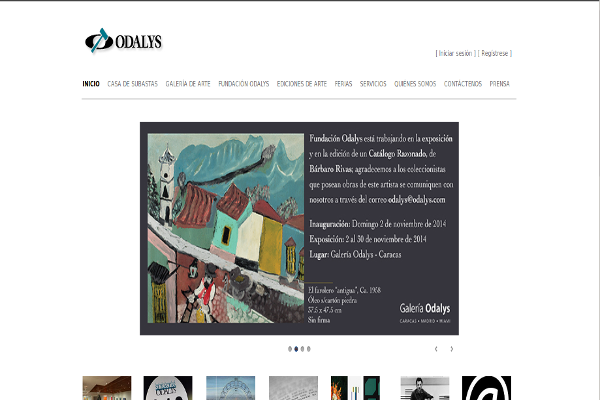 ODALYS
[ Iniciar sesión ] [ Regístrese ]
INICIO CASA DE SUBASTAS GALERÍA DE ARTE FUNDACIÓN ODALYS EDICIONES DE ARTE FERIAS SERVICIOS QUIENES SOMOS CONTÁCTENOS PRENSA
Fundación Odalys está trabajando en la exposición
y en la edición de un Catálogo Razonado, de
Bárbaro Rivas; agradecemos a los coleccionistas
que posean obras de este artista se comuniquen con
nosotros a través del correo odalys@odalys.com
Inauguración: Domingo 2 de noviembre de 2014
Exposición: 2 al 30 de noviembre de 2014
Lugar: Galería Odalys - Caracas
El farolero "antigua", Ca. 1958
Óleo s/cartón piedra
37.5 x 47.5 cm
Sin firma
Galería Odalys
CARACAS • MADRID • MIAMI